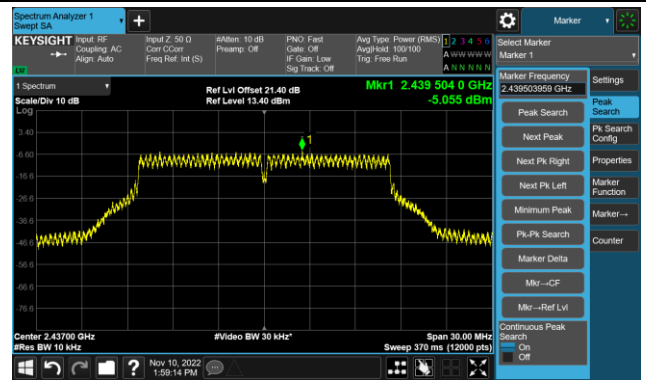 Spectrum Analyzer 1
Swept SA
+
Marker
KEYSIGHT
Input: RF
Coupling: AC
Align: Auto
Input Z: 50 Ω
Corr CCorr
Freq Ref: Int (S)
#Atten: 10 dB
Preamp: Off
PNO: Fast
Gate: Off
IF Gain: Low
Sig Track: Off
Avg Type: Power (RMS)
Avg|Hold: 100/100
Trig: Free Run
1 2 3 4 5 6
A W W W W W
A N N N N N
Select Marker
Marker 1
1 Spectrum
Scale/Div 10 dB
Log
Ref Lvl Offset 21.40 dB
Ref Level 13.40 dBm
Mkr1 2.439 504 0 GHz
-5.055 dBm
1
3.40
-6.60
-16.6
-26.6
-36.6
-46.6
-56.6
-66.6
-76.6
Center 2.43700 GHz
#Res BW 10 kHz
#Video BW 30 kHz*
Span 30.00 MHz
Sweep 370 ms (12000 pts)
Marker Frequency
2.439503959 GHz
Peak Search
Next Peak
Next Pk Right
Next Pk Left
Minimum Peak
Pk-Pk Search
Marker Delta
Mkr→CF
Mkr→Ref Lvl
Continuous Peak
Search
On
Off
Settings
Peak
Search
Pk Search
Config
Properties
Marker
Function
Marker→
Counter
?
Nov 10, 2022
1:59:14 PM